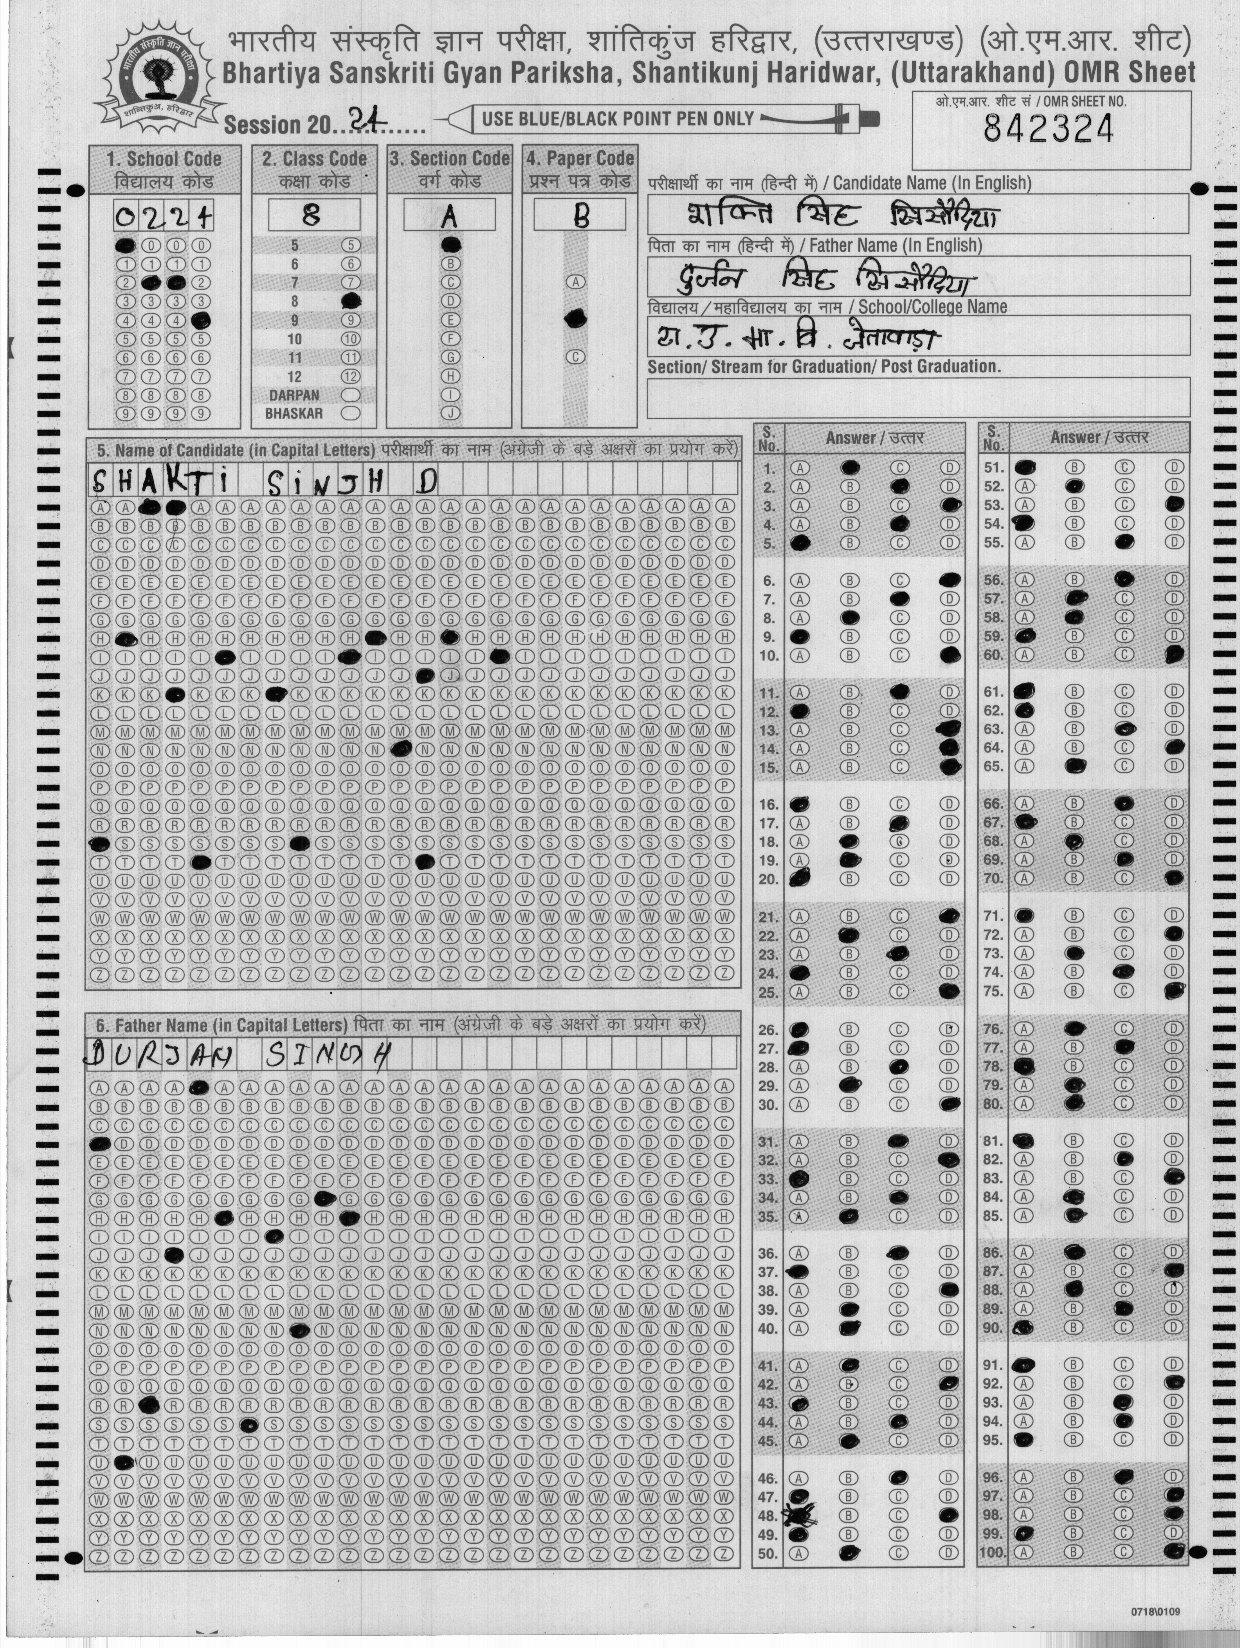 भारतीय संस्कृति ज्ञान परीक्षा, शांतिकुंज हरिद्वार, (उत्तराखण्ड) (ओ.एम.आर. शीट)
Bhartiya Sanskriti Gyan Pariksha, Shantikunj Haridwar, (Uttarakhand) OMR Sheet
Session 20 24
USE BLUE/BLACK POINT PEN ONLY
ओ.एम.आर. शीट सं / OMR SHEET NO.
842324
1. School Code
विद्यालय कोड
0224
2. Class Code
कक्षा कोड
8
5
6
7
8
9
10
11
12
DARPAN
BHASKAR
3. Section Code
वर्ग कोड
A
4. Paper Code
प्रश्न पत्र कोड
B
परीक्षार्थी का नाम (हिन्दी में) / Candidate Name (In English)
शक्ति सिंह सिसौदिया
पिता का नाम (हिन्दी में) / Father Name (In English)
दुर्जन सिंह सिसौदिया
विद्यालय/महाविद्यालय का नाम / School/College Name
रा.उ.मा.वि. जेतावाड़ा
Section/ Stream for Graduation/ Post Graduation.
5. Name of Candidate (in Capital Letters) परीक्षार्थी का नाम (अंग्रेजी के बड़े अक्षरों का प्रयोग करें)
SHAKTi SiNJH D
6. Father Name (in Capital Letters) पिता का नाम (अंग्रेजी के बड़े अक्षरों का प्रयोग करें)
DURJAN SINGH
S. No.
Answer / उत्तर
S. No.
Answer / उत्तर
0718\0109